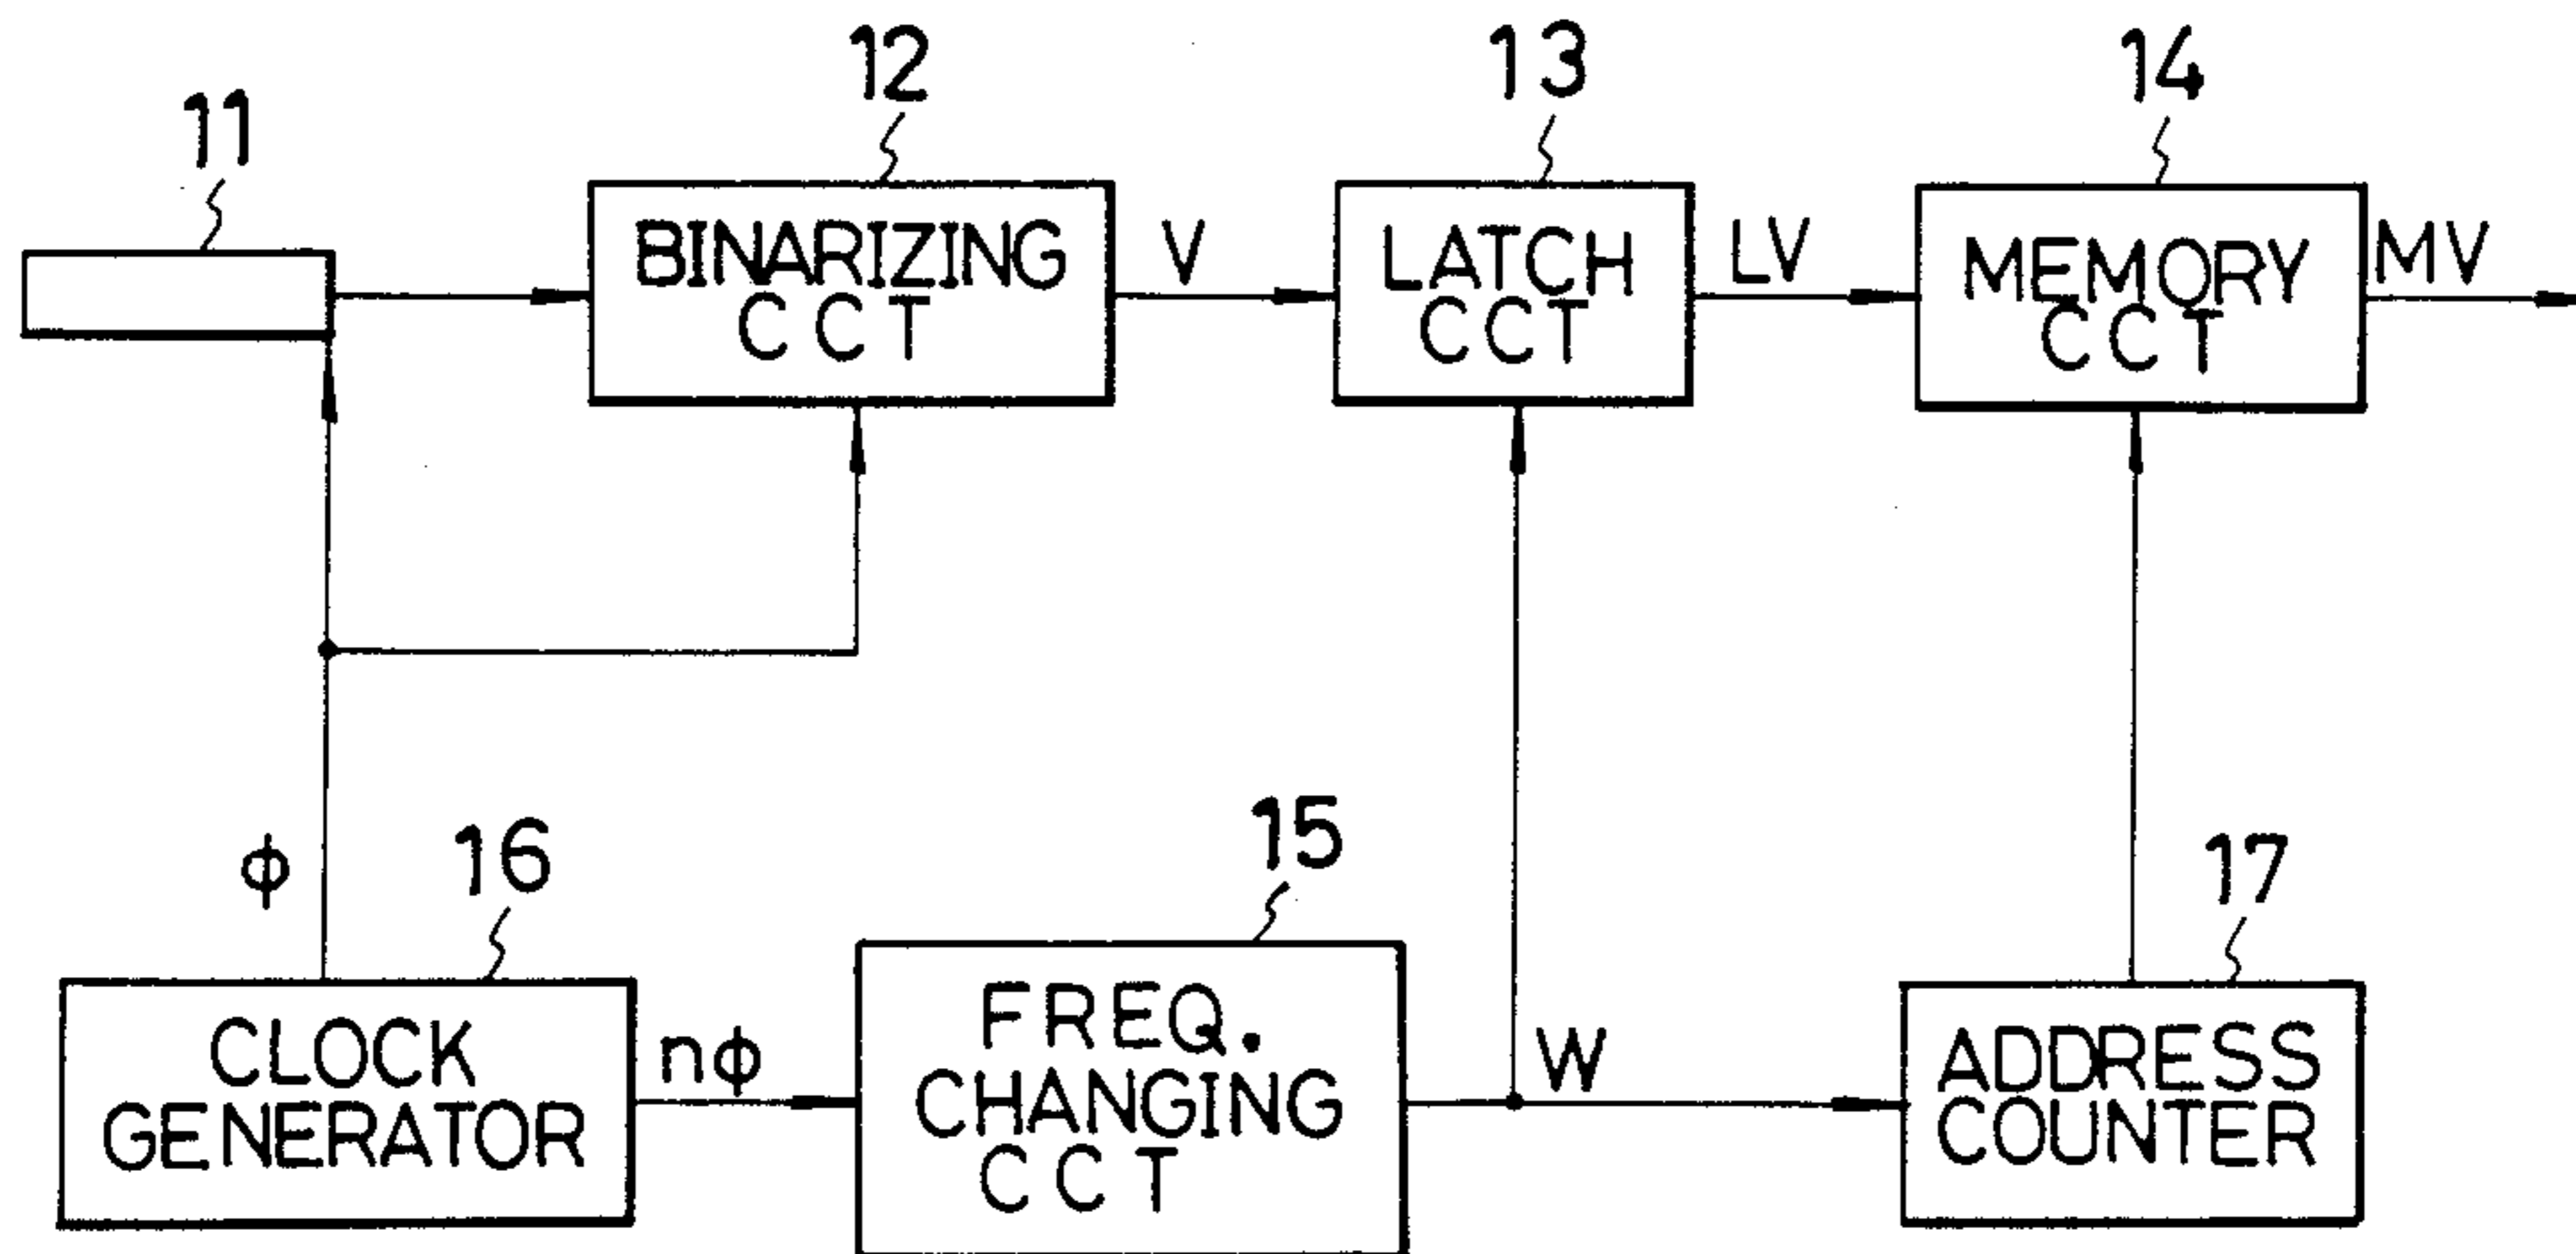 11
12
13
14
BINARIZING
CCT
V
LATCH
CCT
LV
MEMORY
CCT
MV
ϕ
16
15
17
CLOCK
GENERATOR
nϕ
FREQ.
CHANGING
CCT
W
ADDRESS
COUNTER